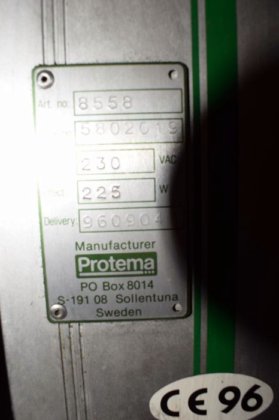 Art. no. 8558
5802019
230 VAC
225 W
Delivery. 960904
Manufacturer
Protema
PO Box 8014
S-191 08 Sollentuna
Sweden
CE 96